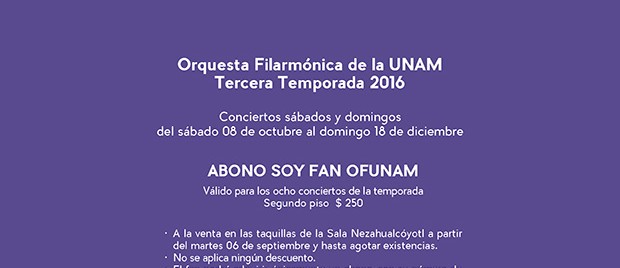 Orquesta Filarmónica de la UNAM
Tercera Temporada 2016
Conciertos sábados y domingos
del sábado 08 de octubre al domingo 18 de diciembre
ABONO SOY FAN OFUNAM
Válido para los ocho conciertos de la temporada
Segundo piso $ 250
· A la venta en las taquillas de la Sala Nezahualcóyotl a partir
del martes 06 de septiembre y hasta agotar existencias.
· No se aplica ningún descuento.